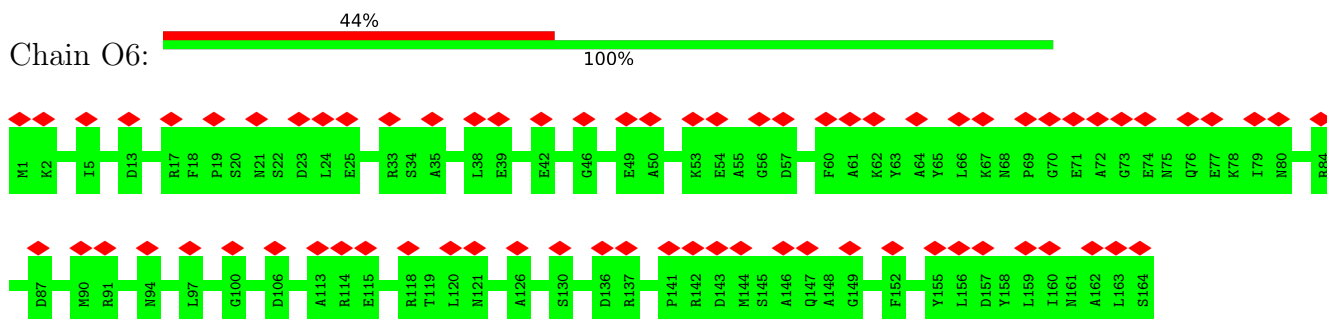 44%
Chain O6:
100%
M1 K2 I5 D13 R17 F18 P19 S20 N21 S22 D23 L24 E25 R33 S34 A35 L38 E39 E42 G46 E49 A50 K53 E54 A55 G56 D57 F60 A61 K62 Y63 A64 Y65 L66 K67 N68 P69 G70 E71 A72 G73 E74 N75 Q76 E77 K78 I79 N80 R84
D87 M90 R91 N94 L97 G100 D106 A113 R114 E115 R118 T119 L120 N121 A126 S130 D136 R137 P141 R142 D143 M144 S145 A146 Q147 A148 G149 F152 Y155 L156 D157 Y158 L159 I160 N161 A162 L163 S164